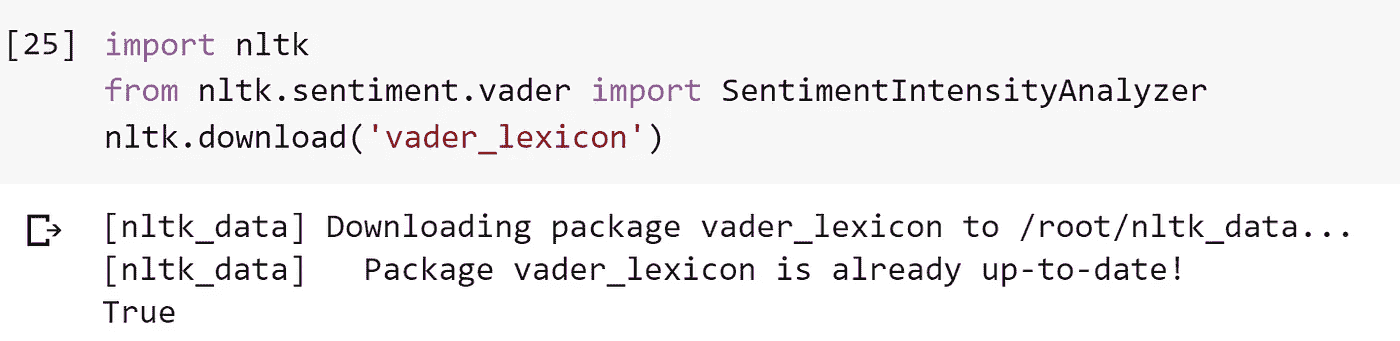 [25] import nltk
from nltk.sentiment.vader import SentimentIntensityAnalyzer
nltk.download('vader_lexicon')
[nltk_data] Downloading package vader_lexicon to /root/nltk_data...
[nltk_data]   Package vader_lexicon is already up-to-date!
True